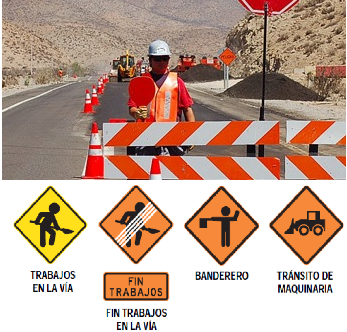 TRABAJOS
EN LA VÍA
FIN
TRABAJOS
FIN TRABAJOS
EN LA VÍA
BANDERERO
TRÁNSITO DE
MAQUINARIA